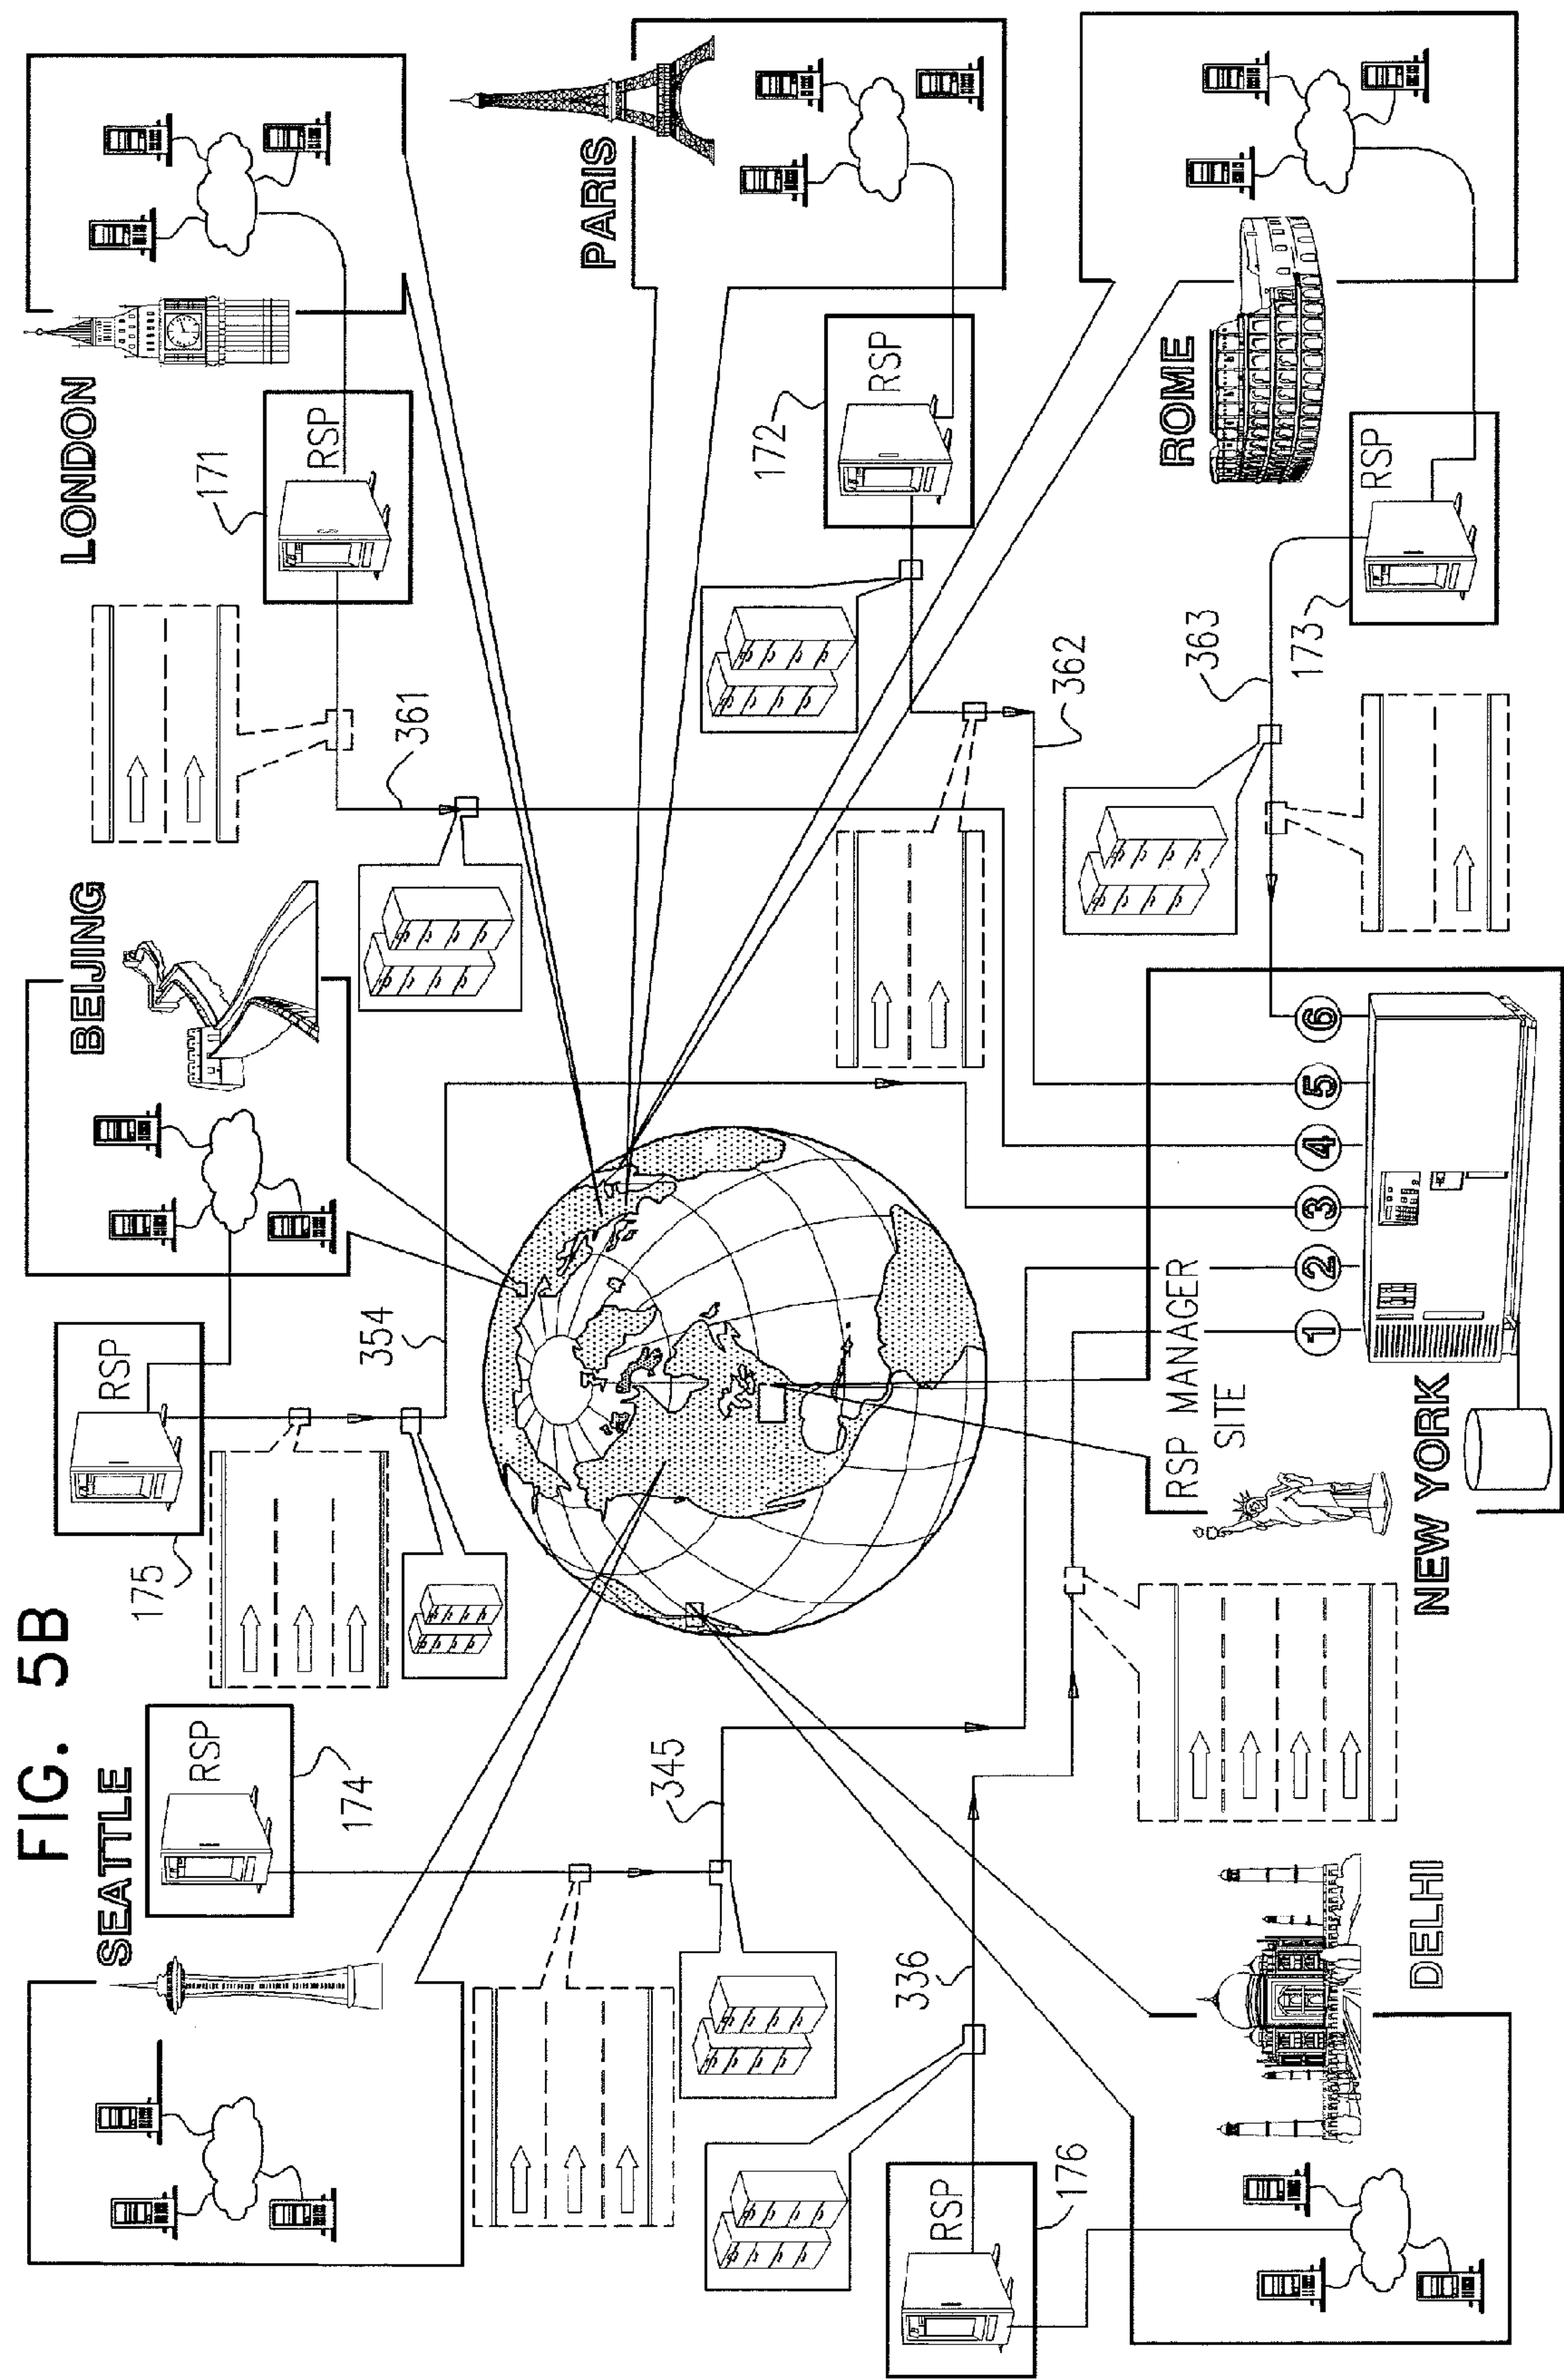 FIG. 5B
SEATTLE
RSP
174
345
175
RSP
354
BEIJING
361
LONDON
171
RSP
PARIS
172
RSP
362
ROME
363
173
RSP
336
RSP
176
DELHI
RSP MANAGER
SITE
NEW YORK
1
2
3
4
5
6